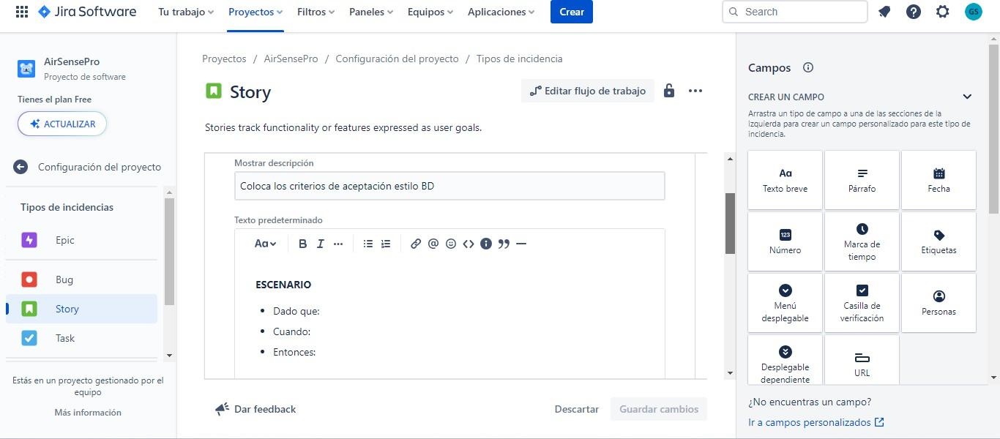 Jira Software
Tu trabajo
Proyectos
Filtros
Paneles
Equipos
Aplicaciones
Crear
Search
GS
AirSensePro
Proyecto de software
Tienes el plan Free
ACTUALIZAR
Configuración del proyecto
Tipos de incidencias
Epic
Bug
Story
Task
Estás en un proyecto gestionado por el
equipo
Más información
Proyectos / AirSensePro / Configuración del proyecto / Tipos de incidencia
Story
Editar flujo de trabajo
Stories track functionality or features expressed as user goals.
Mostrar descripción
Coloca los criterios de aceptación estilo BD
Texto predeterminado
Aa
B
I
ESCENARIO
• Dado que:
• Cuando:
• Entonces:
Dar feedback
Descartar
Guardar cambios
Campos
CREAR UN CAMPO
Arrastra un tipo de campo a una de las secciones de la
izquierda para crear un campo personalizado para este tipo de
incidencia.
Aa
Texto breve
Párrafo
Fecha
123
Número
Marca de
tiempo
Etiquetas
Menú
desplegable
Casilla de
verificación
Personas
Desplegable
dependiente
URL
¿No encuentras un campo?
Ir a campos personalizados